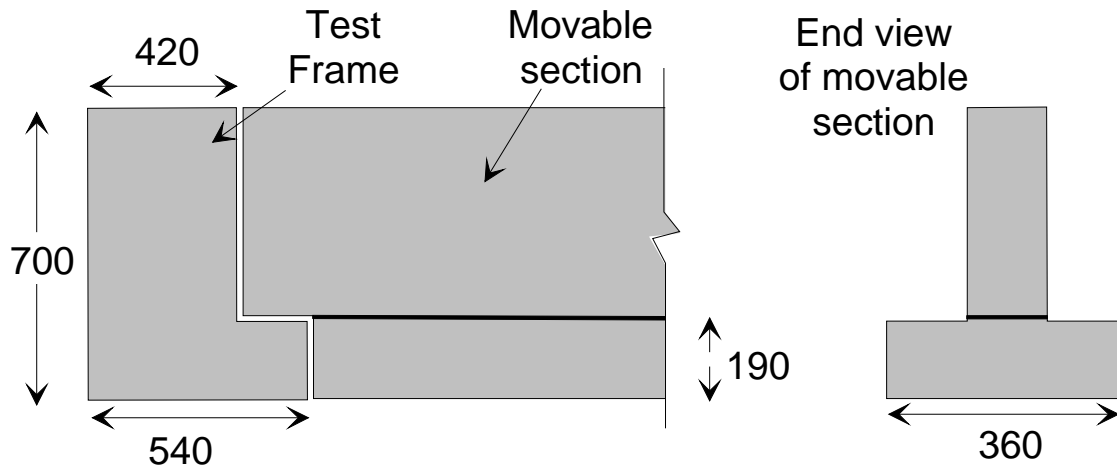 420
Test
Frame
Movable
section
End view
of movable
section
700
190
540
360